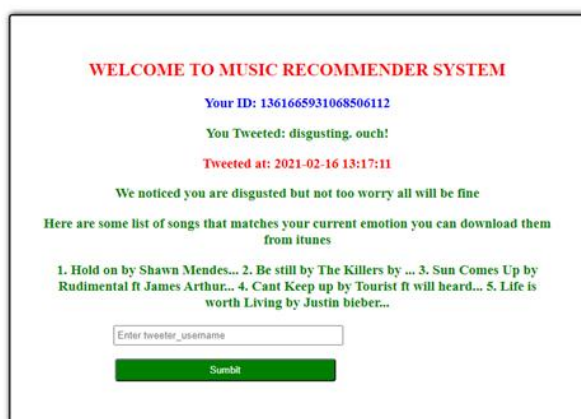 WELCOME TO MUSIC RECOMMENDER SYSTEM
Your ID: 1361665931068506112
You Tweeted: disgusting. ouch!
Tweeted at: 2021-02-16 13:17:11
We noticed you are disgusted but not too worry all will be fine
Here are some list of songs that matches your current emotion you can download them
from itunes
1. Hold on by Shawn Mendes... 2. Be still by The Killers by ... 3. Sun Comes Up by
Rudimental ft James Arthur... 4. Cant Keep up by Tourist ft will heard... 5. Life is
worth Living by Justin bieber...
Enter tweeter_username
Sumbit